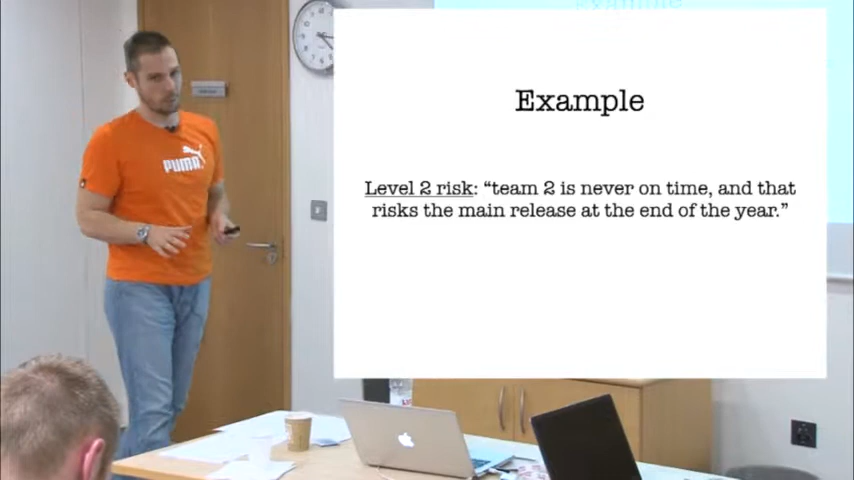 Example
PUMA
Example
Level 2 risk: “team 2 is never on time, and that
risks the main release at the end of the year.”